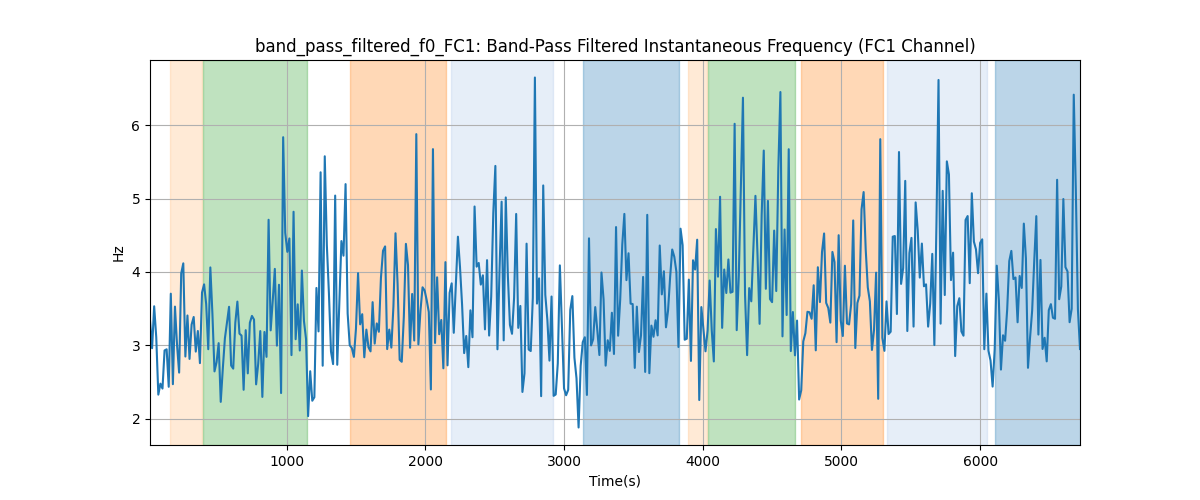 band_pass_filtered_f0_FC1: Band-Pass Filtered Instantaneous Frequency (FC1 Channel)
6
5
4
3
2
Hz
1000 2000 3000 4000 5000 6000
Time(s)